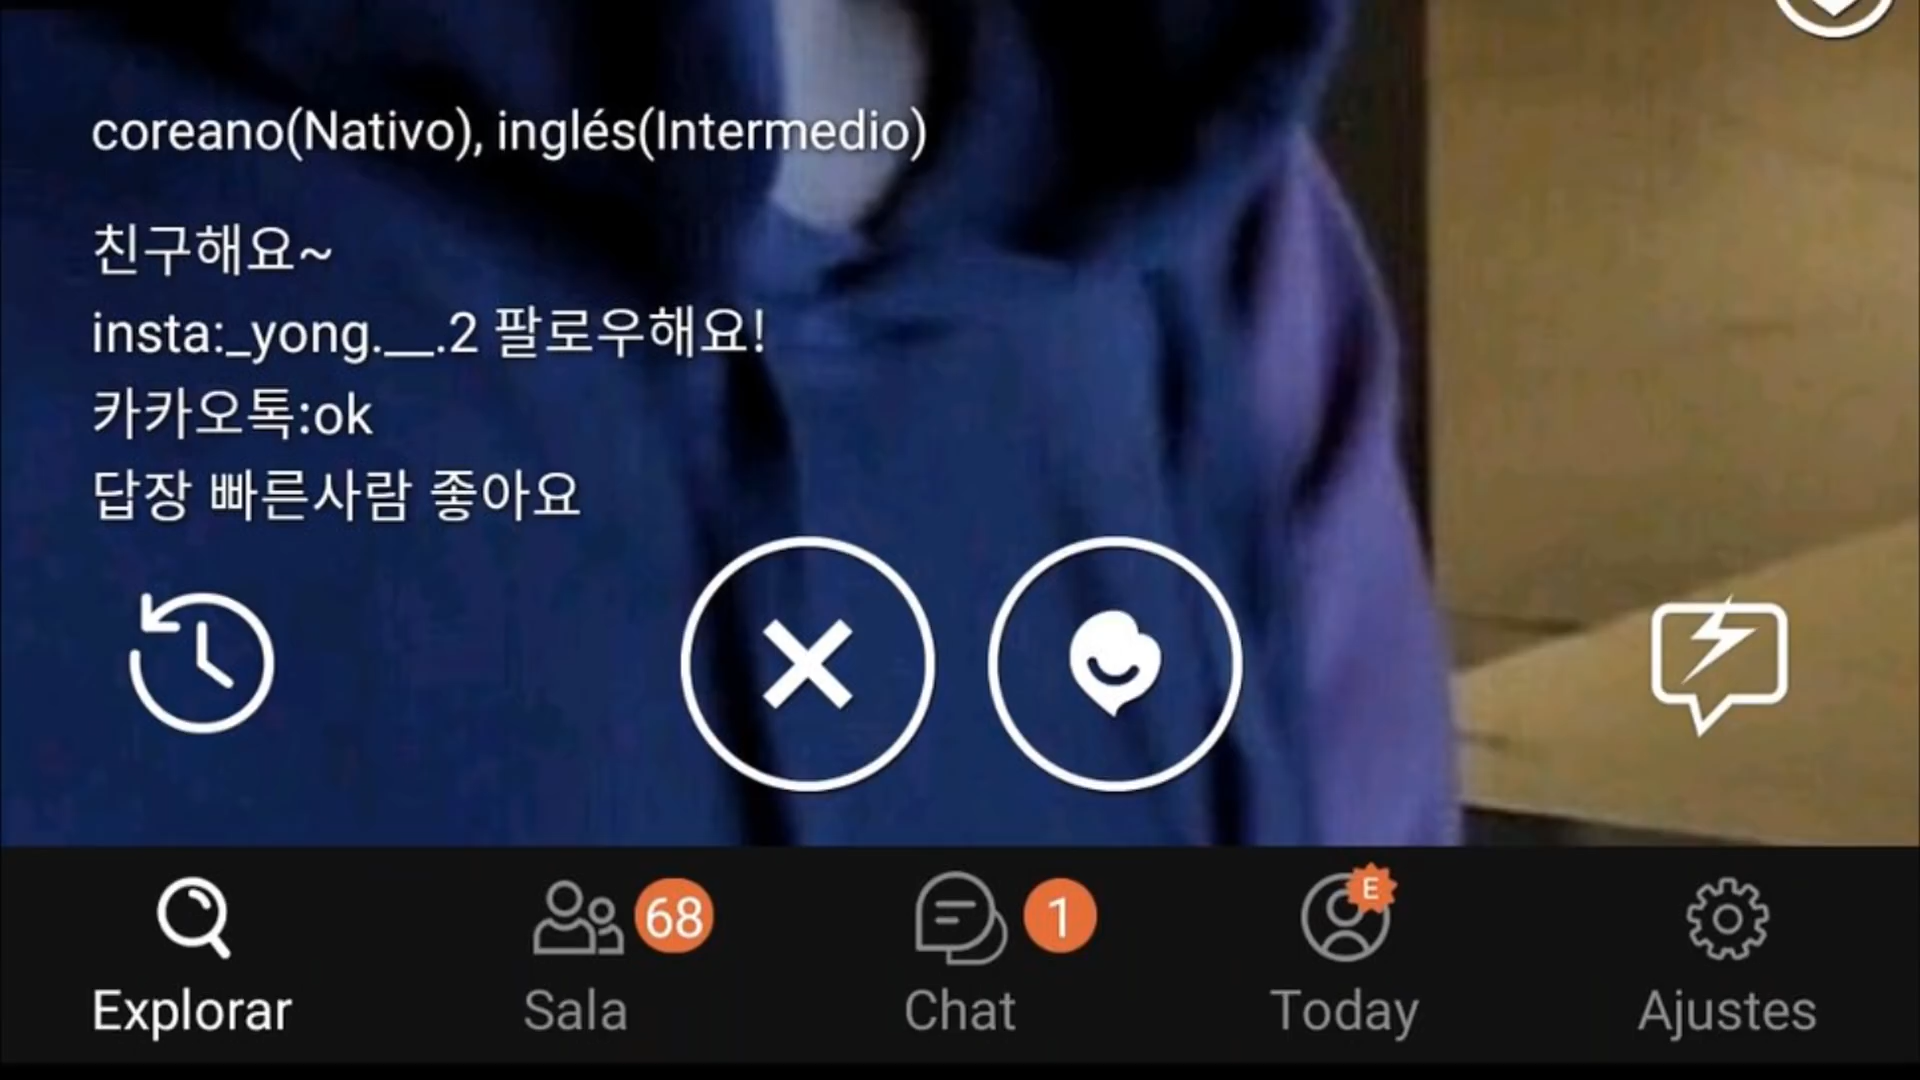 coreano(Nativo), inglés(Intermedio)
친구해요~
insta:_yong.__.2 팔로우해요!
카카오톡:ok
답장 빠른사람 좋아요
68
1
E
Explorar
Sala
Chat
Today
Ajustes